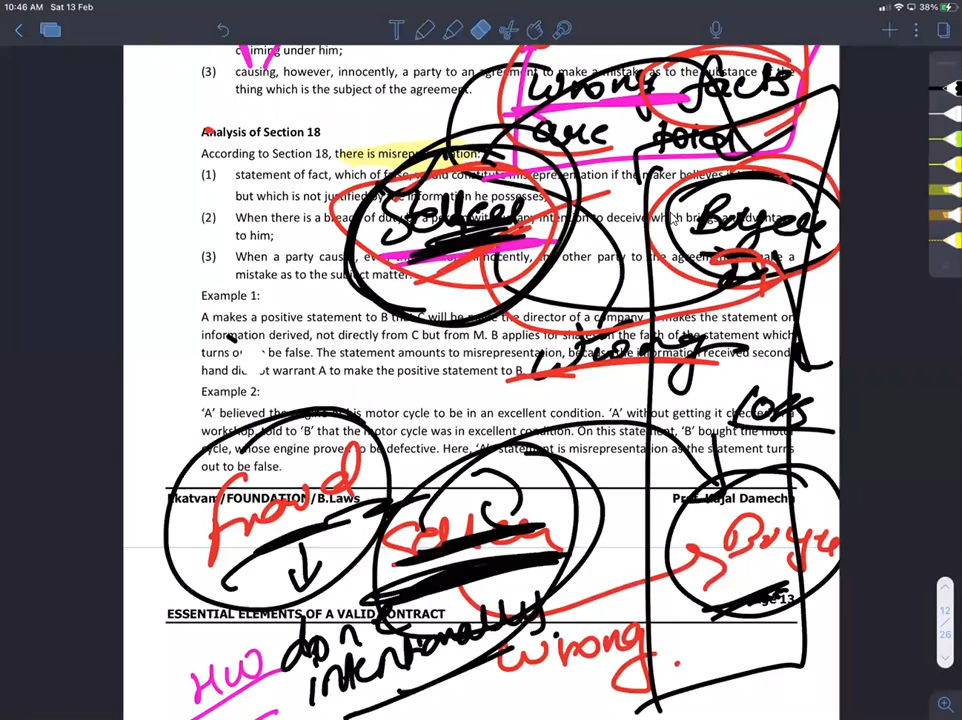 10:46 AM Sat 13 Feb
38%
claiming under him;
(3) causing, however, innocently, a party to an agreement to make a mistake as to the substance of the
thing which is the subject of the agreement.
Wrong facts
are told
Analysis of Section 18
According to Section 18, there is misrepresentation:
(1) statement of fact, which of false, would constitute misrepresentation if the maker believes it
but which is not justified by the information he possesses;
Seller
Buyer
(2) When there is a breach of duty by a person without any intention to deceive which brings an advantage
to him;
(3) When a party causes, even innocently, the other party to the agreement to make a
mistake as to the subject matter.
Example 1:
A makes a positive statement to B that C will be made the director of a company. A makes the statement on
information derived, not directly from C but from M. B applies for shares on the faith of the statement which
turns out be false. The statement amounts to misrepresentation, because the information received second
hand did not warrant A to make the positive statement to B.
wrong
Example 2:
Loss
'A' believed the engine of his motor cycle to be in an excellent condition. 'A' without getting it checked in a
workshop, told to 'B' that the motor cycle was in excellent condition. On this statement, 'B' bought the motor
cycle, whose engine proved to be defective. Here, 'A' statement is misrepresentation as the statement turns
out to be false.
Ekatvam/FOUNDATION/B.Laws
Prof. Kajal Damecha
Fraud
Seller
Buyer
Page 13
ESSENTIAL ELEMENTS OF A VALID CONTRACT
intentionally
wrong
HW
12
26